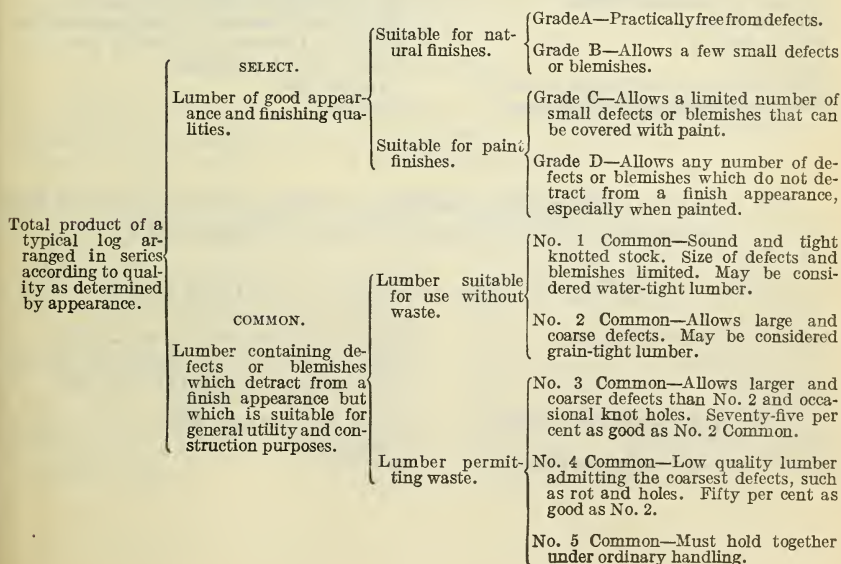 Total product of a
typical log ar-
ranged in series
according to qual-
ity as determined
by appearance.
SELECT.
Lumber of good appear-
ance and finishing qua-
lities.
Suitable for nat-
ural finishes.
GradeA—Practicallyfreefromdefects.
Grade B—Allows a few small defects
or blemishes.
Suitable for paint
finishes.
Grade C—Allows a limited number of
small defects or blemishes that can
be covered with paint.
Grade D—Allows any number of de-
fects or blemishes which do not de-
tract from a finish appearance,
especially when painted.
COMMON.
Lumber containing de-
fects or blemishes
which detract from a
finish appearance but
which is suitable for
general utility and con-
struction purposes.
Lumber suitable
for use without
waste.
No. 1 Common—Sound and tight
knotted stock. Size of defects and
blemishes limited. May be consi-
dered water-tight lumber.
No. 2 Common—Allows large and
coarse defects. May be considered
grain-tight lumber.
Lumber permit-
ting waste.
No. 3 Common—Allows larger and
coarser defects than No. 2 and occa-
sional knot holes. Seventy-five per
cent as good as No. 2 Common.
No. 4 Common—Low quality lumber
admitting the coarsest defects, such
as rot and holes. Fifty per cent as
good as No. 2.
No. 5 Common—Must hold together
under ordinary handling.